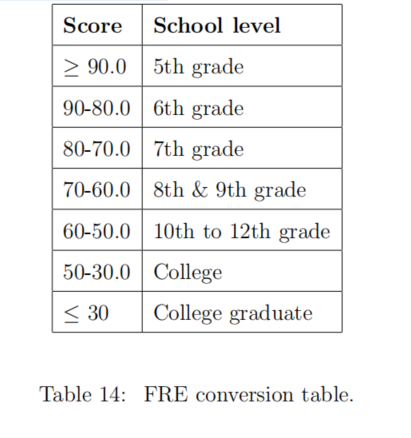 Score School level
≥ 90.0 5th grade
90-80.0 6th grade
80-70.0 7th grade
70-60.0 8th & 9th grade
60-50.0 10th to 12th grade
50-30.0 College
≤ 30 College graduate
Table 14: FRE conversion table.